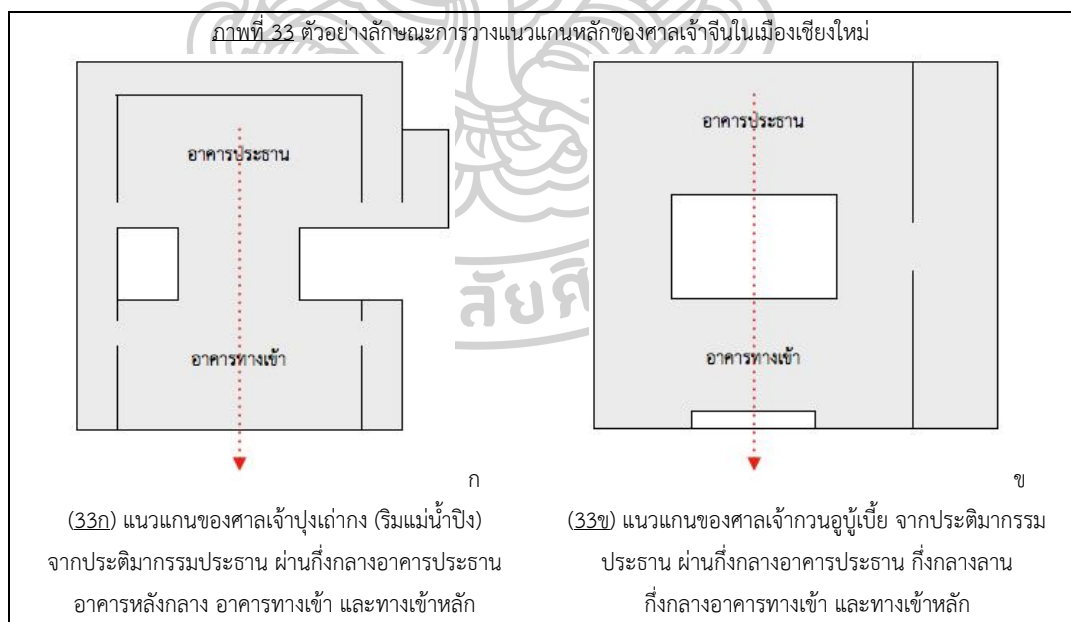 ภาพที่ 33 ตัวอย่างลักษณะการวางแนวแกนหลักของศาลเจ้าจีนในเมืองเชียงใหม่
อาคารประธาน
อาคารทางเข้า
ก
อาคารประธาน
อาคารทางเข้า
ข
ลัยศิ
(33ก) แนวแกนของศาลเจ้าปุงเถ่ากง (ริมแม่น้ำปิง)
จากประติมากรรมประธาน ผ่านกึ่งกลางอาคารประธาน
อาคารหลังกลาง อาคารทางเข้า และทางเข้าหลัก
(33ข) แนวแกนของศาลเจ้ากวนอูบู้เบี้ย จากประติมากรรม
ประธาน ผ่านกึ่งกลางอาคารประธาน กึ่งกลางลาน
กึ่งกลางอาคารทางเข้า และทางเข้าหลัก